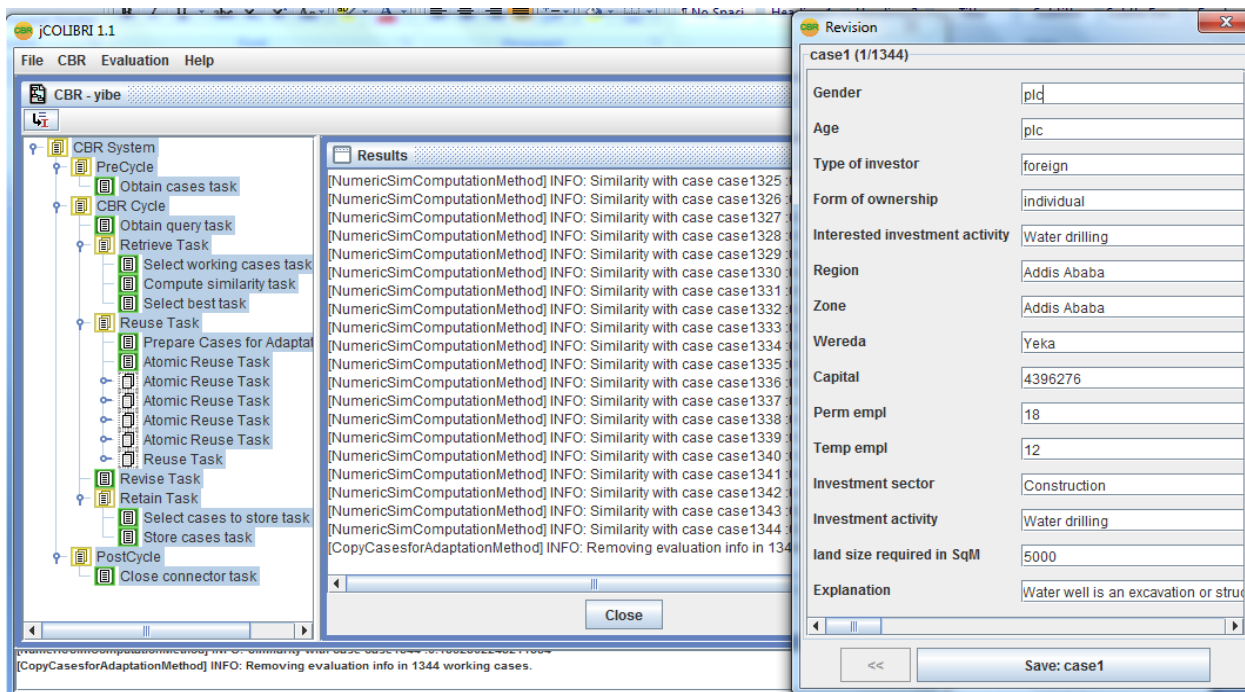 jCOLIBRI 1.1
File CBR Evaluation Help
CBR - yibe
CBR System
PreCycle
Obtain cases task
CBR Cycle
Obtain query task
Retrieve Task
Select working cases task
Compute similarity task
Select best task
Reuse Task
Prepare Cases for Adaptat
Atomic Reuse Task
Atomic Reuse Task
Atomic Reuse Task
Atomic Reuse Task
Atomic Reuse Task
Reuse Task
Revise Task
Retain Task
Select cases to store task
Store cases task
PostCycle
Close connector task
Results
[NumericSimComputationMethod] INFO: Similarity with case case1325 :
[NumericSimComputationMethod] INFO: Similarity with case case1326 :
[NumericSimComputationMethod] INFO: Similarity with case case1327 :
[NumericSimComputationMethod] INFO: Similarity with case case1328 :
[NumericSimComputationMethod] INFO: Similarity with case case1329 :
[NumericSimComputationMethod] INFO: Similarity with case case1330 :
[NumericSimComputationMethod] INFO: Similarity with case case1331 :
[NumericSimComputationMethod] INFO: Similarity with case case1332 :
[NumericSimComputationMethod] INFO: Similarity with case case1333 :
[NumericSimComputationMethod] INFO: Similarity with case case1334 :
[NumericSimComputationMethod] INFO: Similarity with case case1335 :
[NumericSimComputationMethod] INFO: Similarity with case case1336 :
[NumericSimComputationMethod] INFO: Similarity with case case1337 :
[NumericSimComputationMethod] INFO: Similarity with case case1338 :
[NumericSimComputationMethod] INFO: Similarity with case case1339 :
[NumericSimComputationMethod] INFO: Similarity with case case1340 :
[NumericSimComputationMethod] INFO: Similarity with case case1341 :
[NumericSimComputationMethod] INFO: Similarity with case case1342 :
[NumericSimComputationMethod] INFO: Similarity with case case1343 :
[NumericSimComputationMethod] INFO: Similarity with case case1344 :
[CopyCasesforAdaptationMethod] INFO: Removing evaluation info in 134
Close
[CopyCasesforAdaptationMethod] INFO: Removing evaluation info in 1344 working cases.
CBR Revision
case1 (1/1344)
Gender plc
Age plc
Type of investor foreign
Form of ownership individual
Interested investment activity Water drilling
Region Addis Ababa
Zone Addis Ababa
Wereda Yeka
Capital 4396276
Perm empl 18
Temp empl 12
Investment sector Construction
Investment activity Water drilling
land size required in SqM 5000
Explanation Water well is an excavation or struc
<< Save: case1